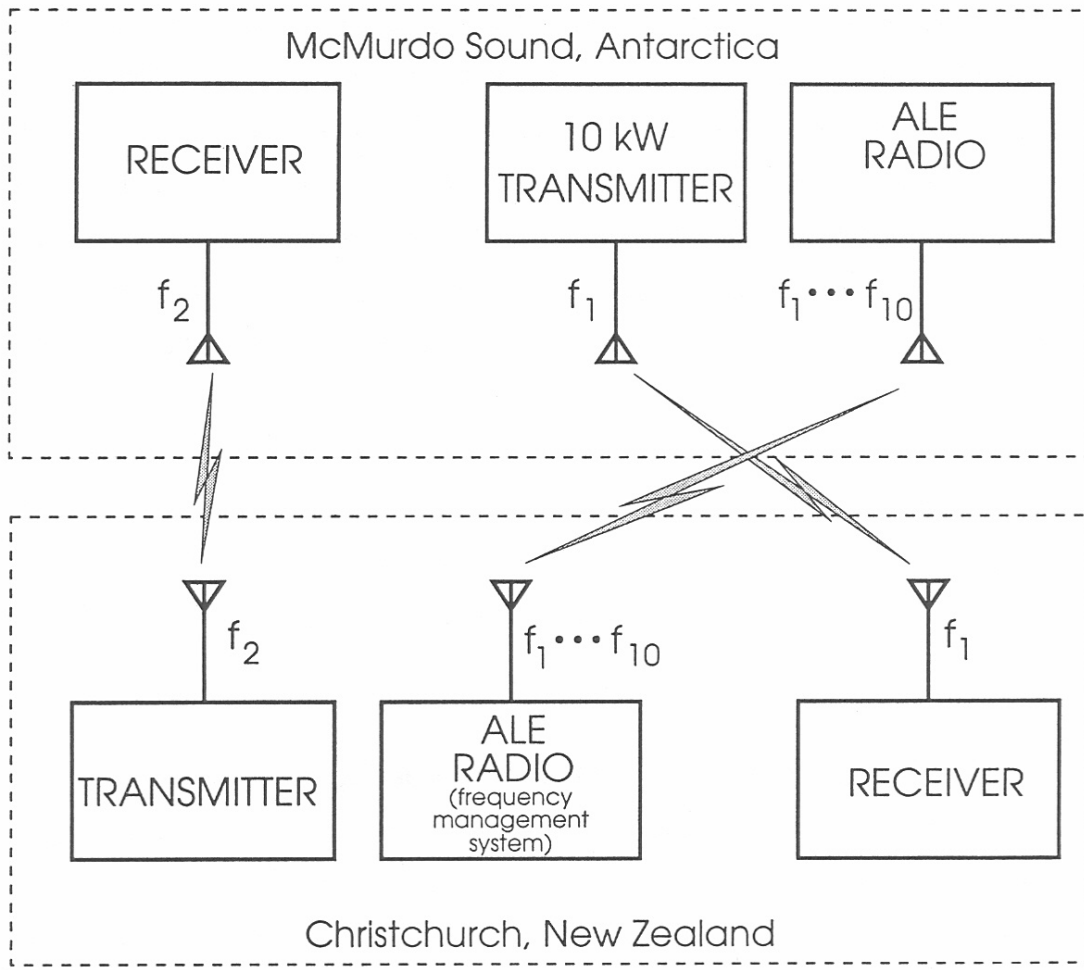 McMurdo Sound, Antarctica
RECEIVER
10 kW
TRANSMITTER
ALE
RADIO
f2
f1
f1•••f10
f2
f1•••f10
f1
TRANSMITTER
ALE
RADIO
(frequency
management
system)
RECEIVER
Christchurch, New Zealand